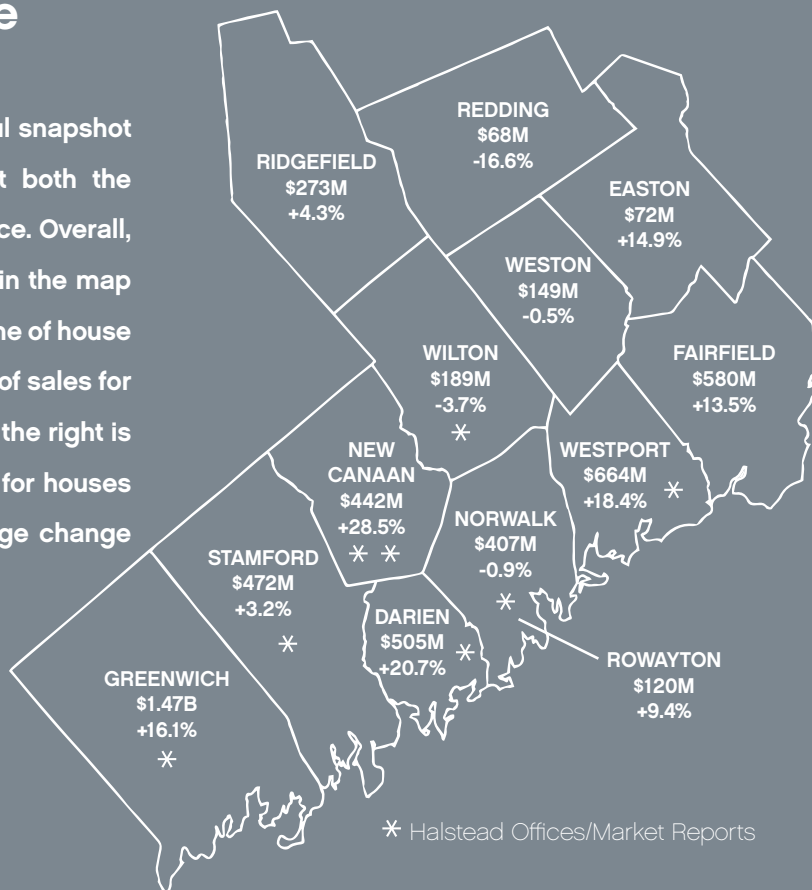 e
ul snapshot
t both the
ce. Overall,
in the map
ne of house
of sales for
the right is
for houses
ge change
REDDING
$68M
-16.6%
RIDGEFIELD
$273M
+4.3%
EASTON
$72M
+14.9%
WESTON
$149M
-0.5%
WILTON
$189M
-3.7%
*
FAIRFIELD
$580M
+13.5%
NEW
CANAAN
$442M
+28.5%
* *
WESTPORT
$664M *
+18.4%
NORWALK
$407M
-0.9%
*
STAMFORD
$472M
+3.2%
*
DARIEN
$505M *
+20.7%
ROWAYTON
$120M
+9.4%
GREENWICH
$1.47B
+16.1%
*
* Halstead Offices/Market Reports